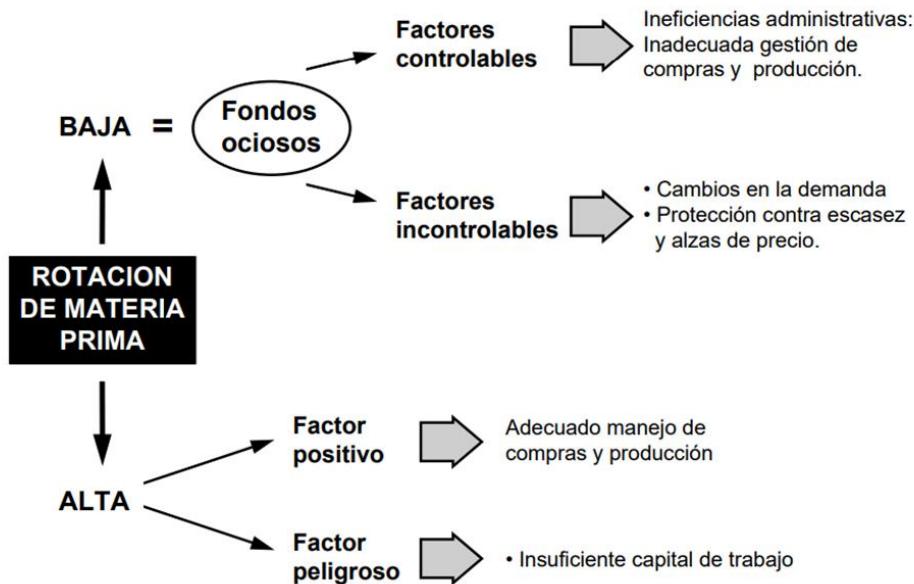 Factores
controlables
Ineficiencias administrativas:
Inadecuada gestión de
compras y producción.
BAJA =
Fondos
ociosos
Factores
incontrolables
• Cambios en la demanda
• Protección contra escasez
y alzas de precio.
ROTACION
DE MATERIA
PRIMA
ALTA
Factor
positivo
Adecuado manejo de
compras y producción
Factor
peligroso
• Insuficiente capital de trabajo